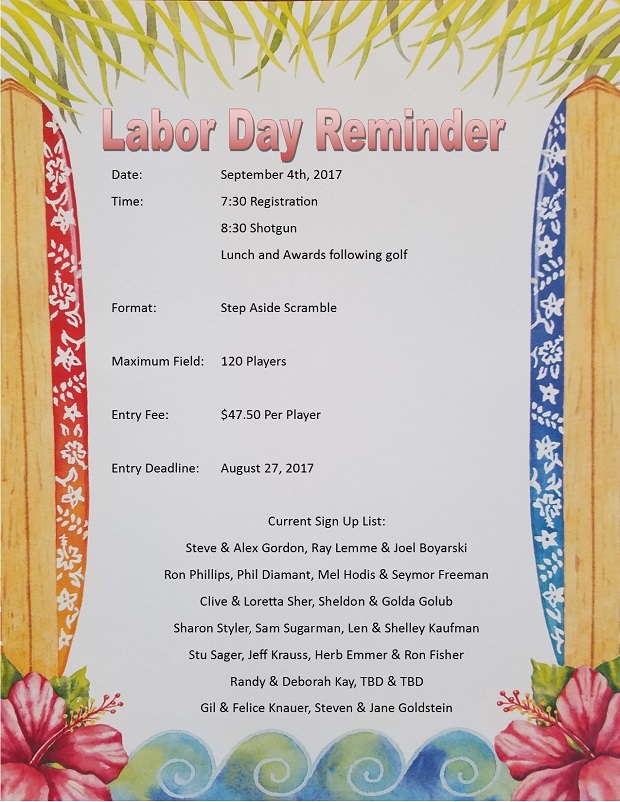 Labor Day Reminder
Date: September 4th, 2017
Time: 7:30 Registration
8:30 Shotgun
Lunch and Awards following golf
Format: Step Aside Scramble
Maximum Field: 120 Players
Entry Fee: $47.50 Per Player
Entry Deadline: August 27, 2017
Current Sign Up List:
Steve & Alex Gordon, Ray Lemme & Joel Boyarski
Ron Phillips, Phil Diamant, Mel Hodis & Seymor Freeman
Clive & Loretta Sher, Sheldon & Golda Golub
Sharon Styler, Sam Sugarman, Len & Shelley Kaufman
Stu Sager, Jeff Krauss, Herb Emmer & Ron Fisher
Randy & Deborah Kay, TBD & TBD
Gil & Felice Knauer, Steven & Jane Goldstein